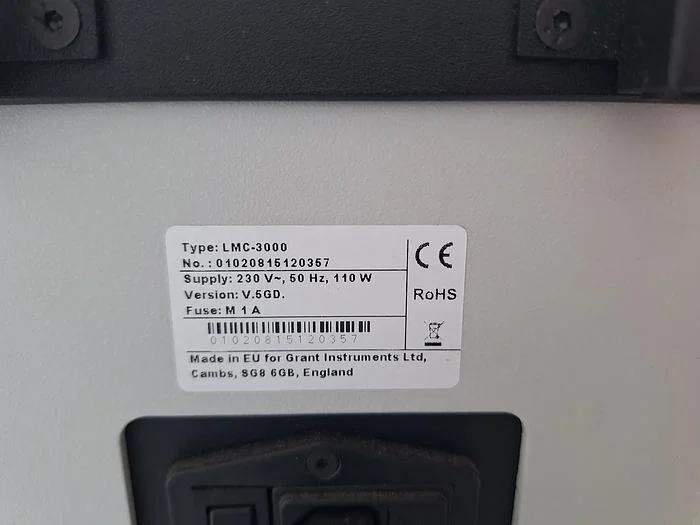 Type: LMC-3000
No.: 01020815120357
Supply: 230 V~, 50 Hz, 110 W
Version: V.5GD.
Fuse: M 1 A
CE
RoHS
01020815120357
Made in EU for Grant Instruments Ltd,
Cambs, SG8 6GB, England